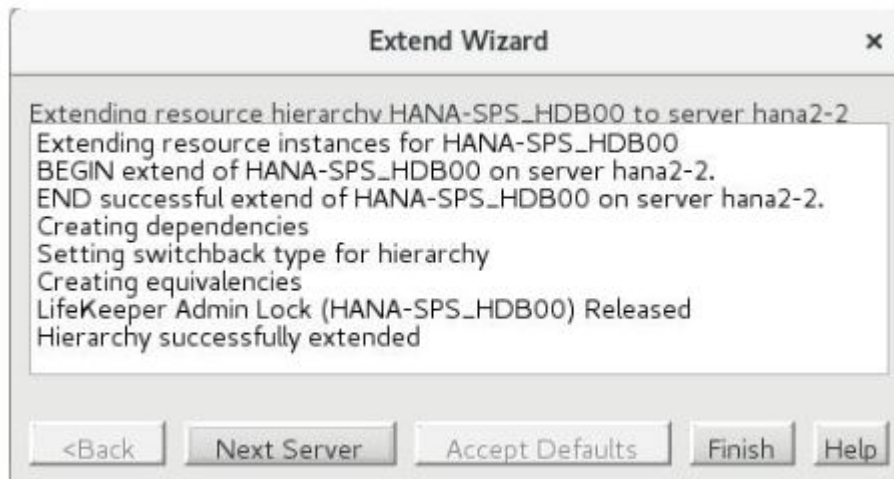 Extend Wizard ×
Extending resource hierarchy HANA-SPS_HDB00 to server hana2-2
Extending resource instances for HANA-SPS_HDB00
BEGIN extend of HANA-SPS_HDB00 on server hana2-2.
END successful extend of HANA-SPS_HDB00 on server hana2-2.
Creating dependencies
Setting switchback type for hierarchy
Creating equivalencies
LifeKeeper Admin Lock (HANA-SPS_HDB00) Released
Hierarchy successfully extended
<Back Next Server Accept Defaults Finish Help